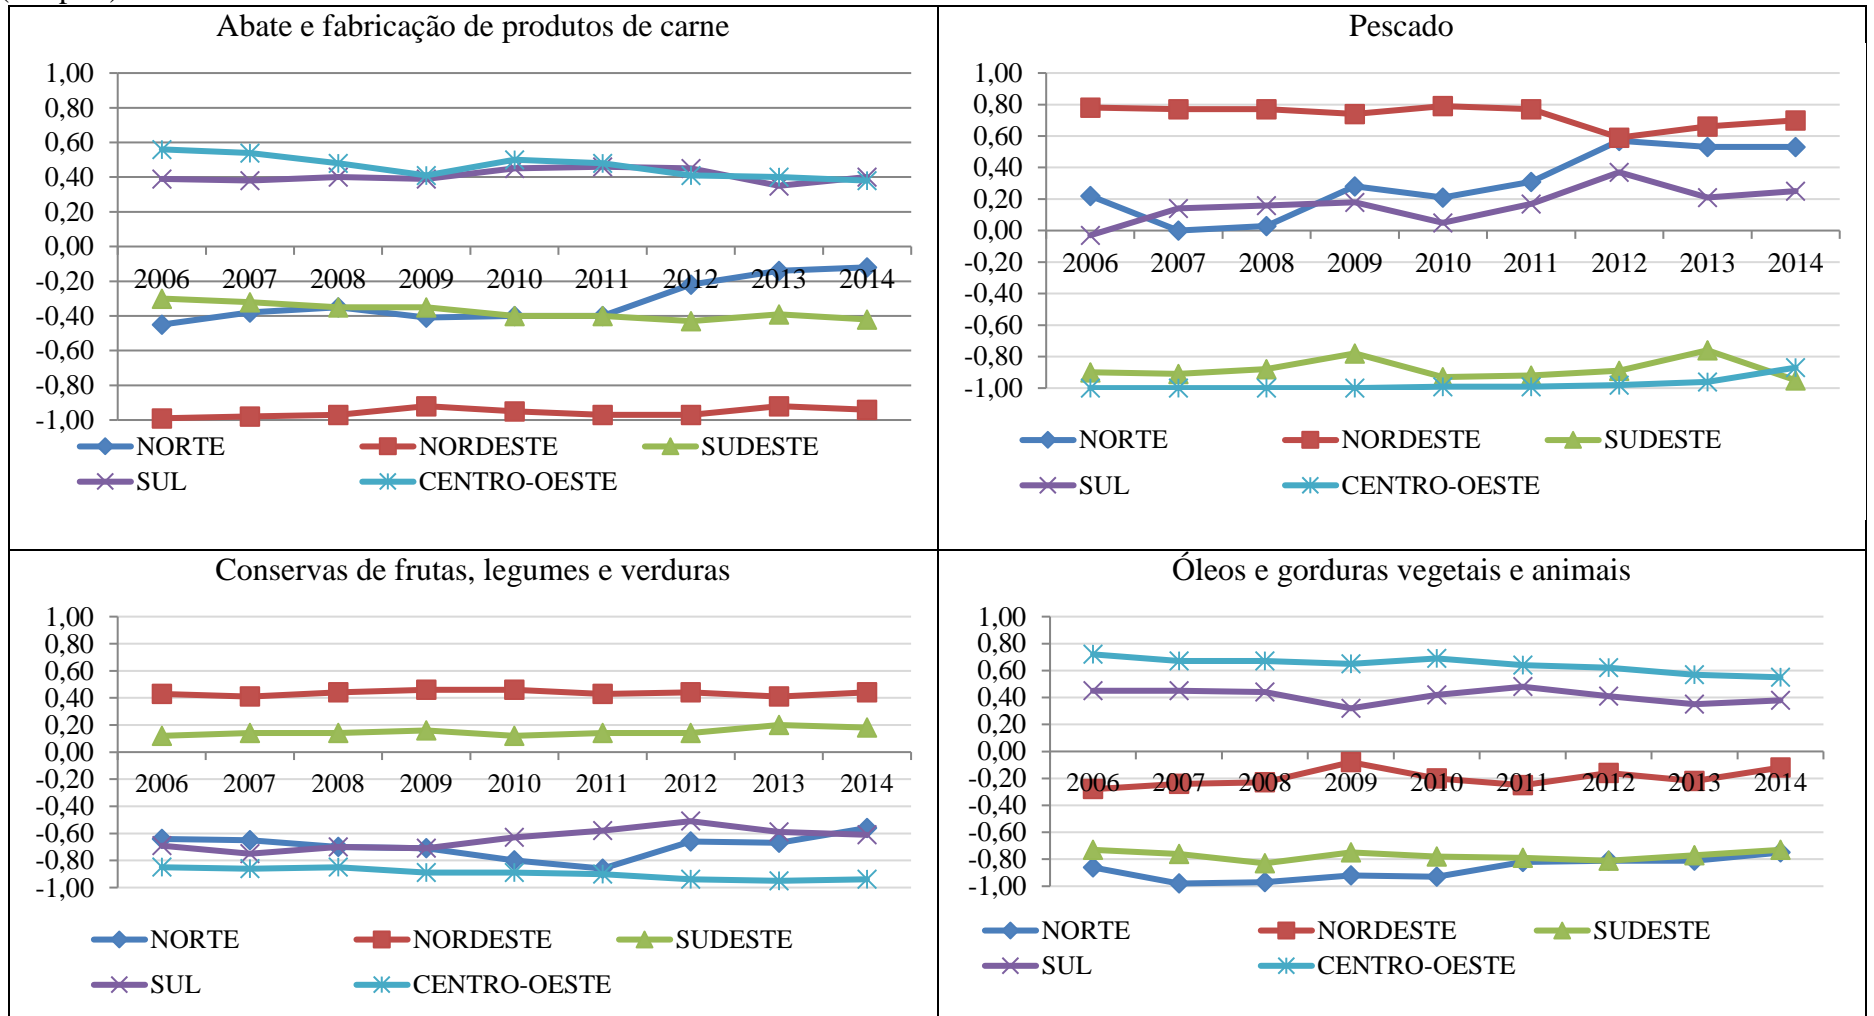 Abate e fabricação de produtos de carne
1,00
0,80
0,60
0,40
0,20
0,00
-0,20
-0,40
-0,60
-0,80
-1,00
2006 2007 2008 2009 2010 2011 2012 2013 2014
NORTE NORDESTE SUDESTE
SUL CENTRO-OESTE
Pescado
1,00
0,80
0,60
0,40
0,20
0,00
-0,20
-0,40
-0,60
-0,80
-1,00
2006 2007 2008 2009 2010 2011 2012 2013 2014
NORTE NORDESTE SUDESTE
SUL CENTRO-OESTE
Conservas de frutas, legumes e verduras
1,00
0,80
0,60
0,40
0,20
0,00
-0,20
-0,40
-0,60
-0,80
-1,00
2006 2007 2008 2009 2010 2011 2012 2013 2014
NORTE NORDESTE SUDESTE
SUL CENTRO-OESTE
Óleos e gorduras vegetais e animais
1,00
0,80
0,60
0,40
0,20
0,00
-0,20
-0,40
-0,60
-0,80
-1,00
2006 2007 2008 2009 2010 2011 2012 2013 2014
NORTE NORDESTE SUDESTE
SUL CENTRO-OESTE